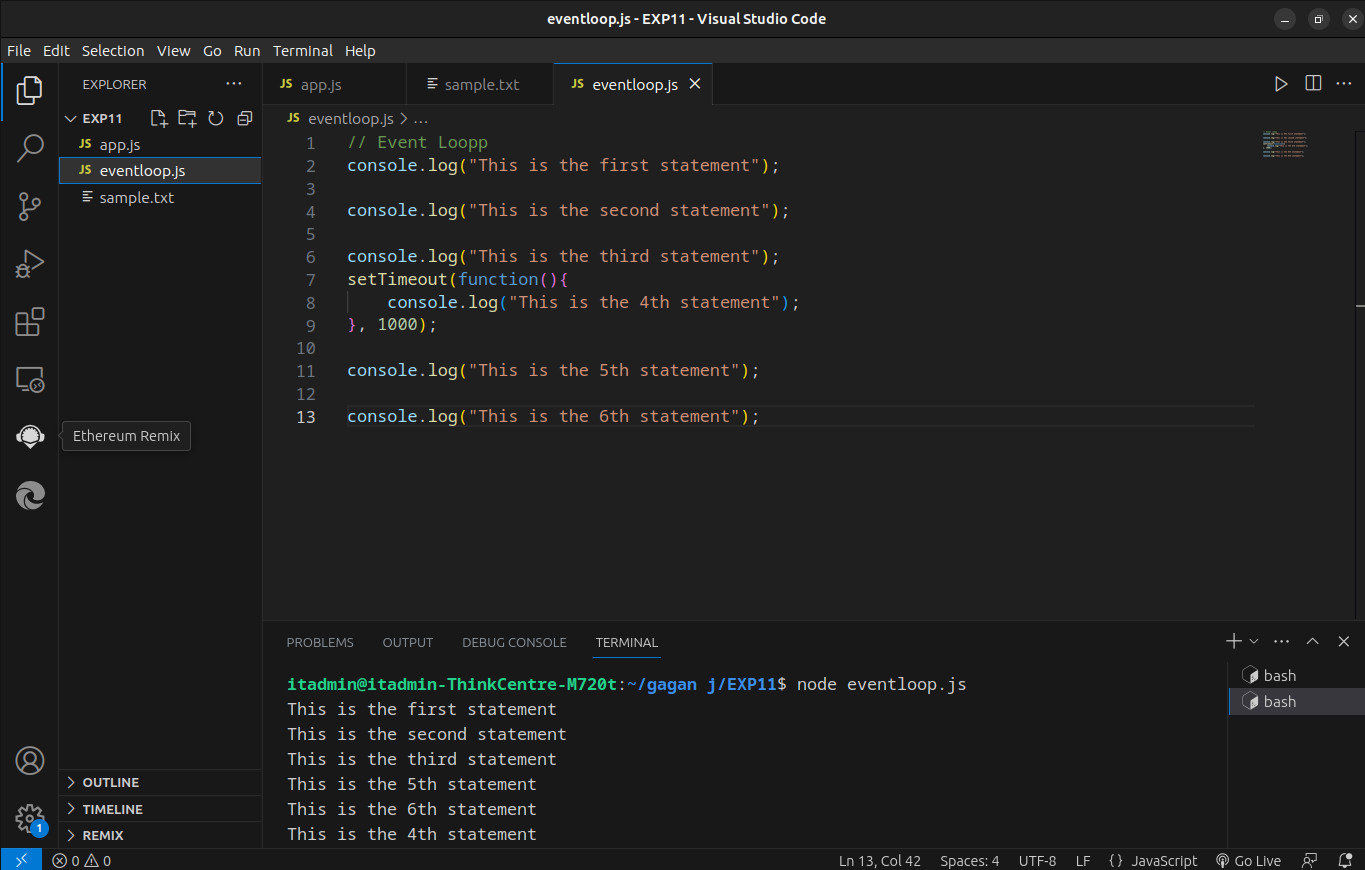 eventloop.js - EXP11 - Visual Studio Code
File Edit Selection View Go Run Terminal Help
EXPLORER
EXP11
JS app.js
JS eventloop.js
sample.txt
Ethereum Remix
OUTLINE
TIMELINE
REMIX
1
JS app.js
sample.txt
JS eventloop.js
JS eventloop.js > ...
1 // Event Loopp
2 console.log("This is the first statement");
3
4 console.log("This is the second statement");
5
6 console.log("This is the third statement");
7 setTimeout(function(){
8 console.log("This is the 4th statement");
9 }, 1000);
10
11 console.log("This is the 5th statement");
12
13 console.log("This is the 6th statement");
PROBLEMS OUTPUT DEBUG CONSOLE TERMINAL
itadmin@itadmin-ThinkCentre-M720t:~/gagan j/EXP11$ node eventloop.js
This is the first statement
This is the second statement
This is the third statement
This is the 5th statement
This is the 6th statement
This is the 4th statement
bash
bash
0 0 Ln 13, Col 42 Spaces: 4 UTF-8 LF {} JavaScript Go Live